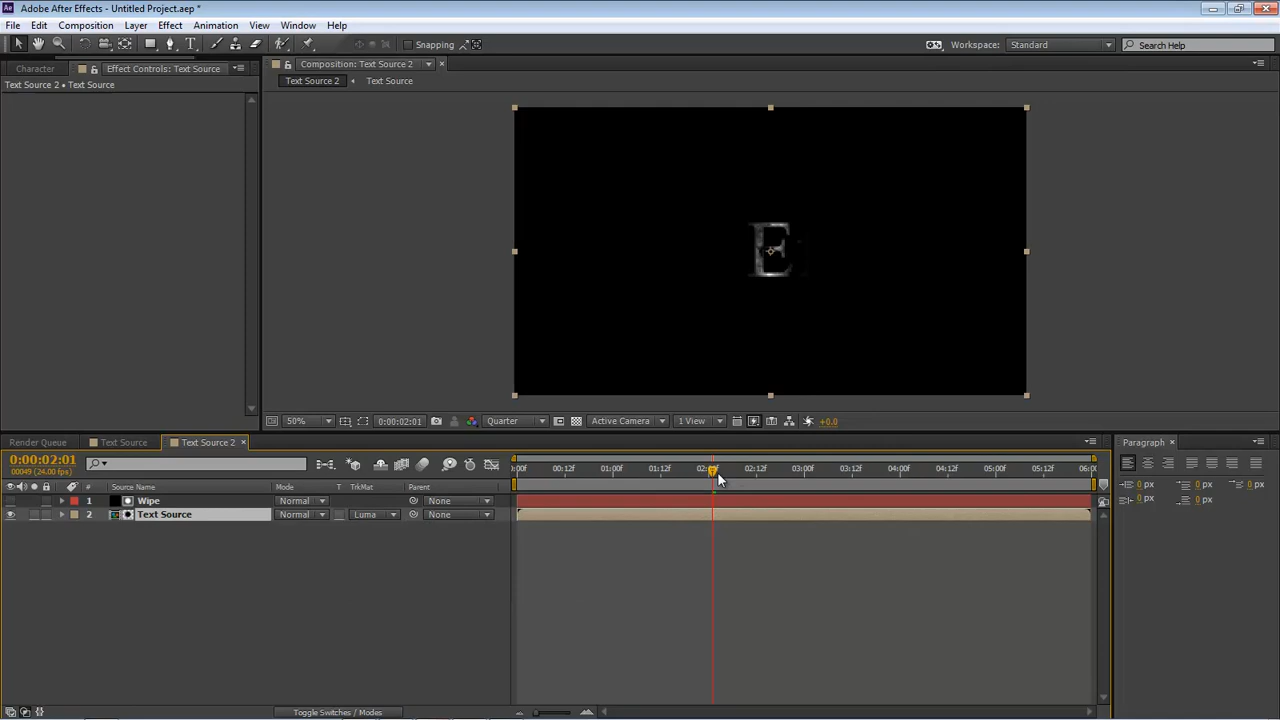 Adobe After Effects - Untitled Project.aep *
File Edit Composition Layer Effect Animation View Window Help
Snapping Workspace: Standard Search Help
Character Effect Controls: Text Source Composition: Text Source 2
Text Source 2 • Text Source Text Source 2 Text Source
E
50% 0:00:02:01 Quarter Active Camera 1 View +0.0
Render Queue Text Source Text Source 2 Paragraph
0:00:02:01
00049 (24.00 fps)
:00f 00:12f 01:00f 01:12f 02:00f 02:12f 03:00f 03:12f 04:00f 04:12f 05:00f 05:12f 06:00
# Source Name Mode T TrkMat Parent
1 Wipe Normal None
2 Text Source Normal Luma None
0 px 0 px 0 px
0 px 0 px
Toggle Switches / Modes